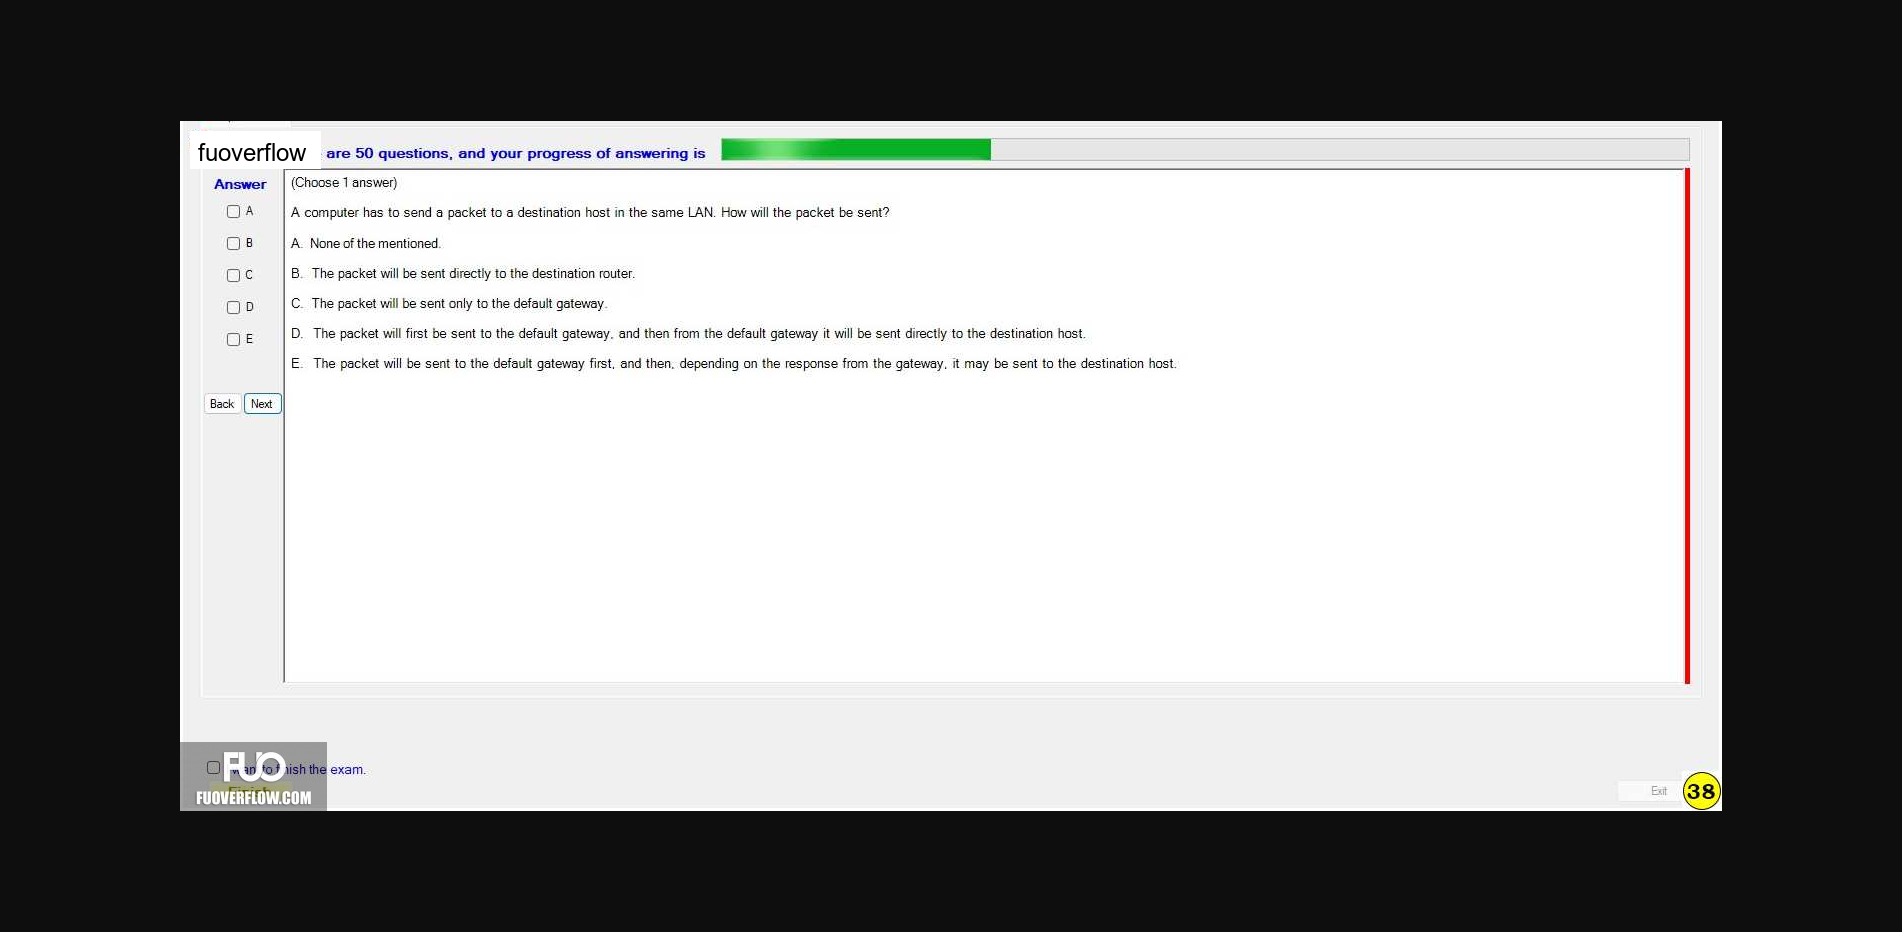 fuoverflow are 50 questions, and your progress of answering is
Answer
(Choose 1 answer)
A
A computer has to send a packet to a destination host in the same LAN. How will the packet be sent?
B
A. None of the mentioned.
C
B. The packet will be sent directly to the destination router.
D
C. The packet will be sent only to the default gateway.
E
D. The packet will first be sent to the default gateway, and then from the default gateway it will be sent directly to the destination host.
E. The packet will be sent to the default gateway first, and then, depending on the response from the gateway, it may be sent to the destination host.
Back Next
FUO
want to finish the exam.
Finish
FUOVERFLOW.COM
Exit
38